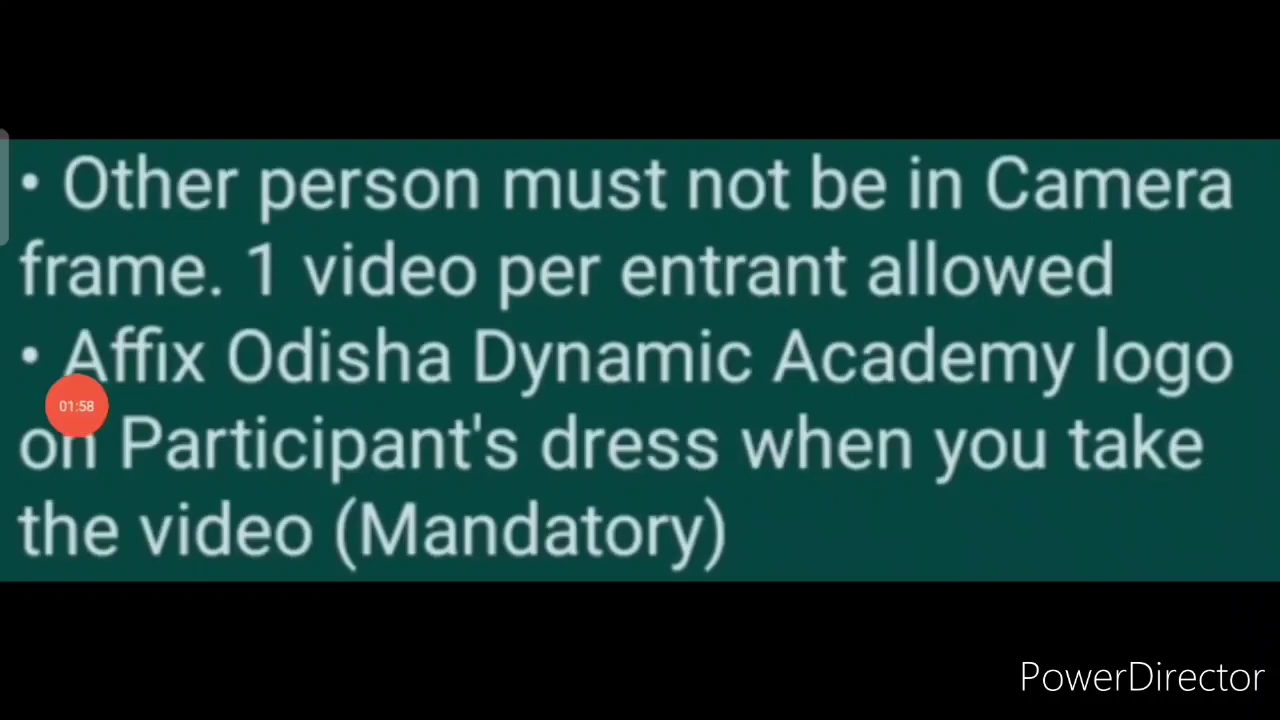 • Other person must not be in Camera
frame. 1 video per entrant allowed
• Affix Odisha Dynamic Academy logo
01:58
on Participant's dress when you take
the video (Mandatory)
PowerDirector